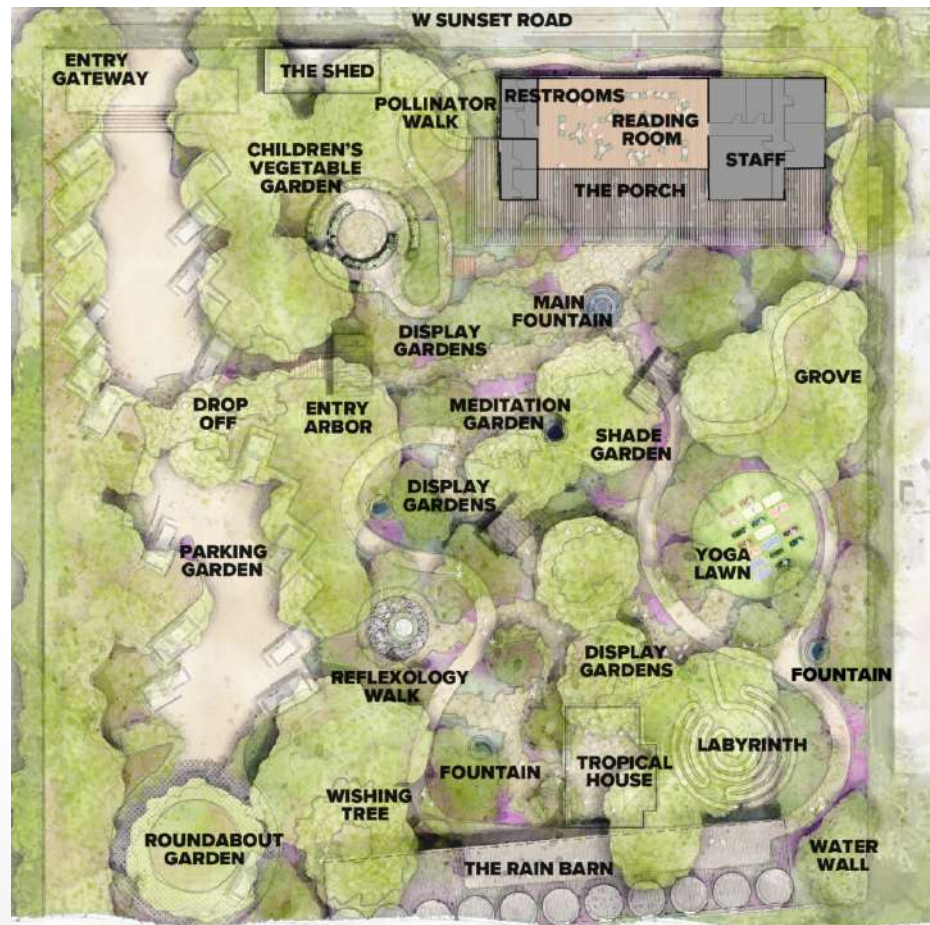 W SUNSET ROAD
ENTRY
GATEWAY
THE SHED
POLLINATOR
WALK
RESTROOMS
READING
ROOM
STAFF
CHILDREN'S
VEGETABLE
GARDEN
THE PORCH
MAIN
FOUNTAIN
DISPLAY
GARDENS
GROVE
DROP
OFF
ENTRY
ARBOR
MEDITATION
GARDEN
SHADE
GARDEN
DISPLAY
GARDENS
PARKING
GARDEN
YOGA
LAWN
REFLEXOLOGY
WALK
DISPLAY
GARDENS
FOUNTAIN
FOUNTAIN
TROPICAL
HOUSE
LABYRINTH
WISHING
TREE
ROUNDABOUT
GARDEN
THE RAIN BARN
WATER
WALL